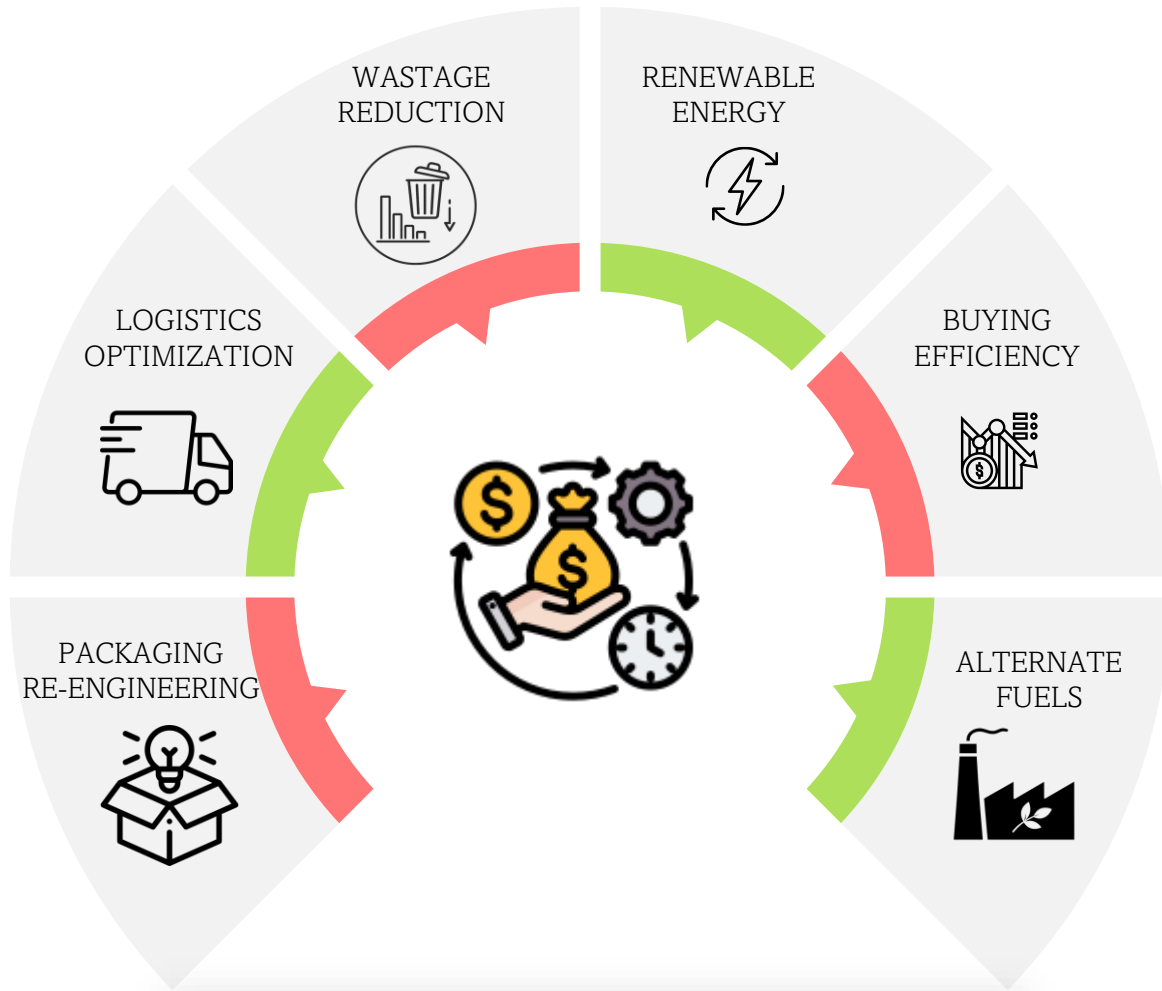 WASTAGE
REDUCTION
RENEWABLE
ENERGY
LOGISTICS
OPTIMIZATION
BUYING
EFFICIENCY
PACKAGING
RE-ENGINEERING
ALTERNATE
FUELS
$
$
$